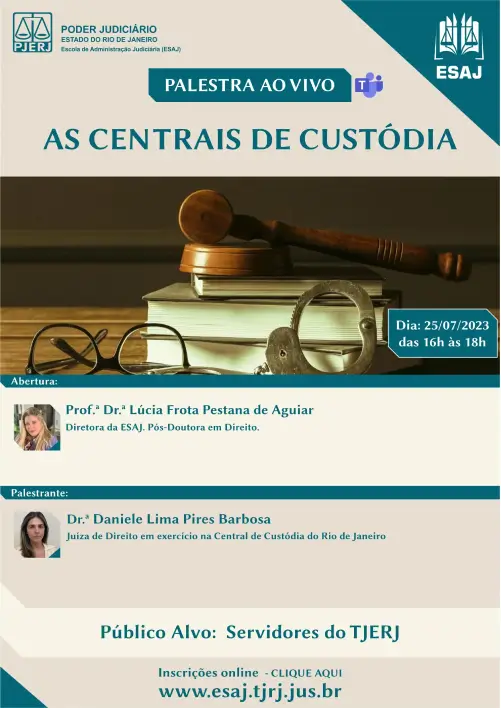 PJERJ
PODER JUDICIÁRIO
ESTADO DO RIO DE JANEIRO
Escola de Administração Judiciária (ESAJ)
ESAJ
PALESTRA AO VIVO
T
AS CENTRAIS DE CUSTÓDIA
Dia: 25/07/2023
das 16h às 18h
Abertura:
Prof.ª Dr.ª Lúcia Frota Pestana de Aguiar
Diretora da ESAJ. Pós-Doutora em Direito.
Palestrante:
Dr.ª Daniele Lima Pires Barbosa
Juíza de Direito em exercício na Central de Custódia do Rio de Janeiro
Público Alvo: Servidores do TJERJ
Inscrições online - CLIQUE AQUI
www.esaj.tjrj.jus.br